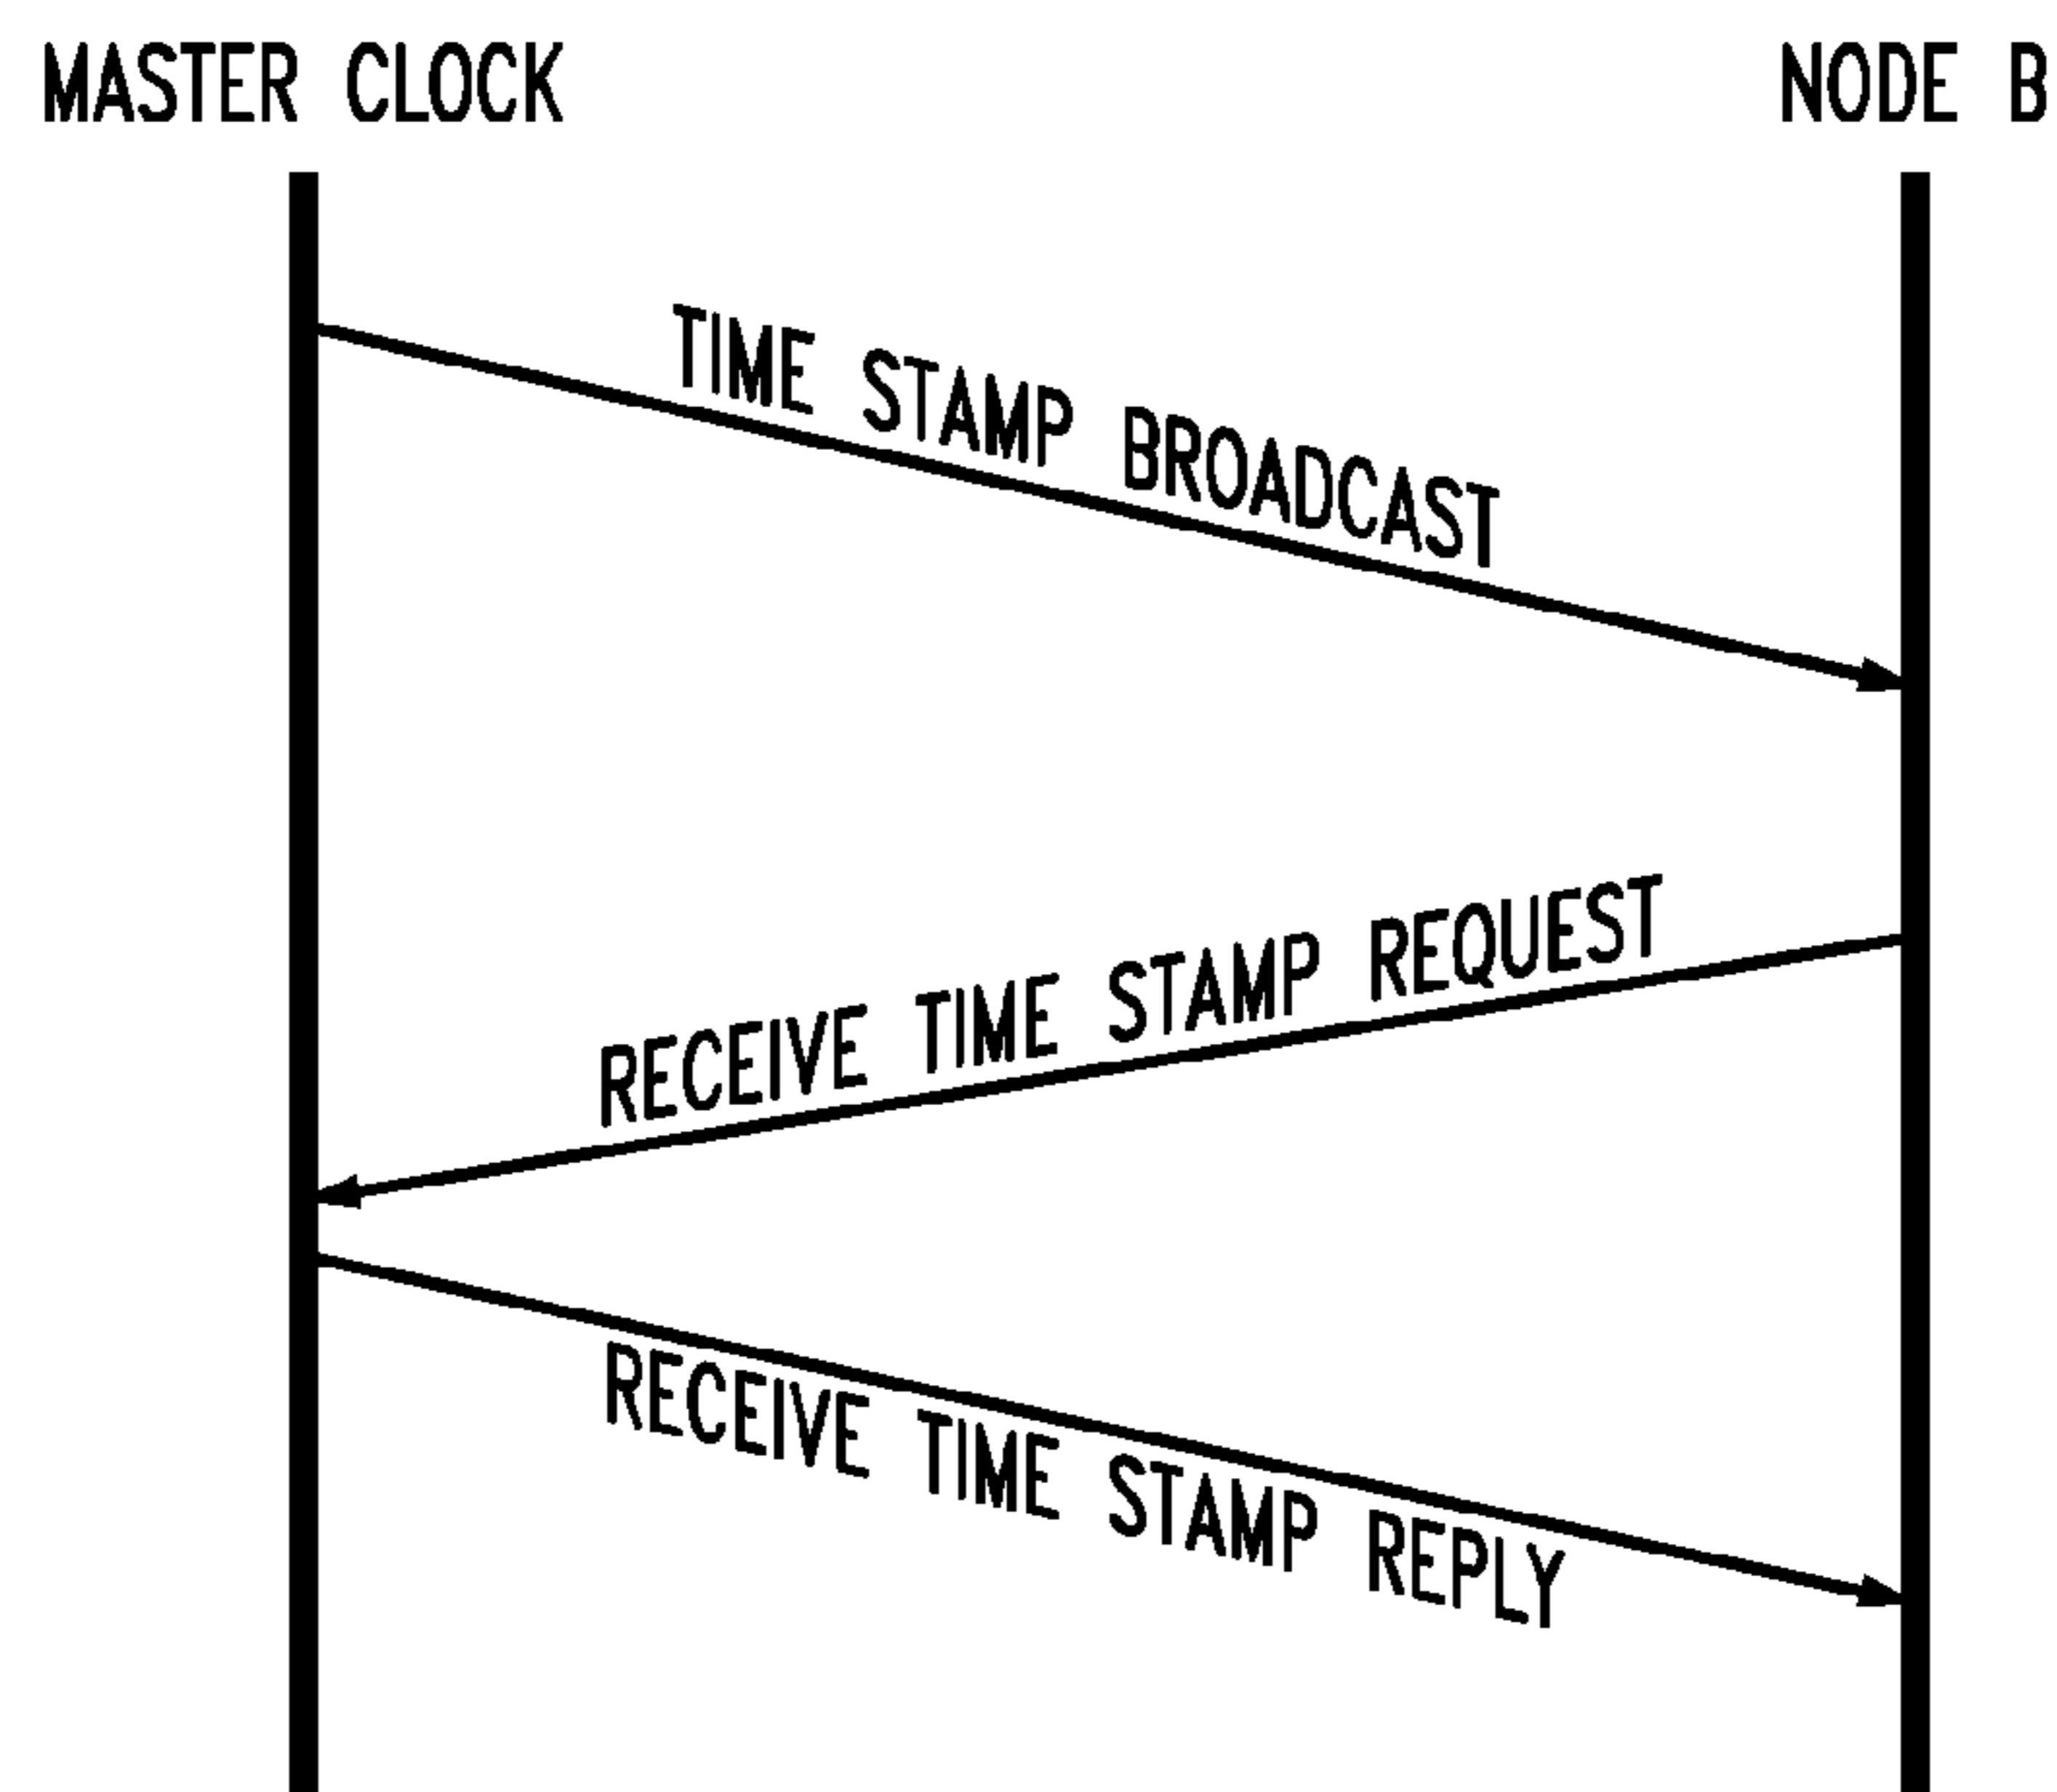 MASTER CLOCK
NODE B
TIME STAMP BROADCAST
RECEIVE TIME STAMP REQUEST
RECEIVE TIME STAMP REPLY